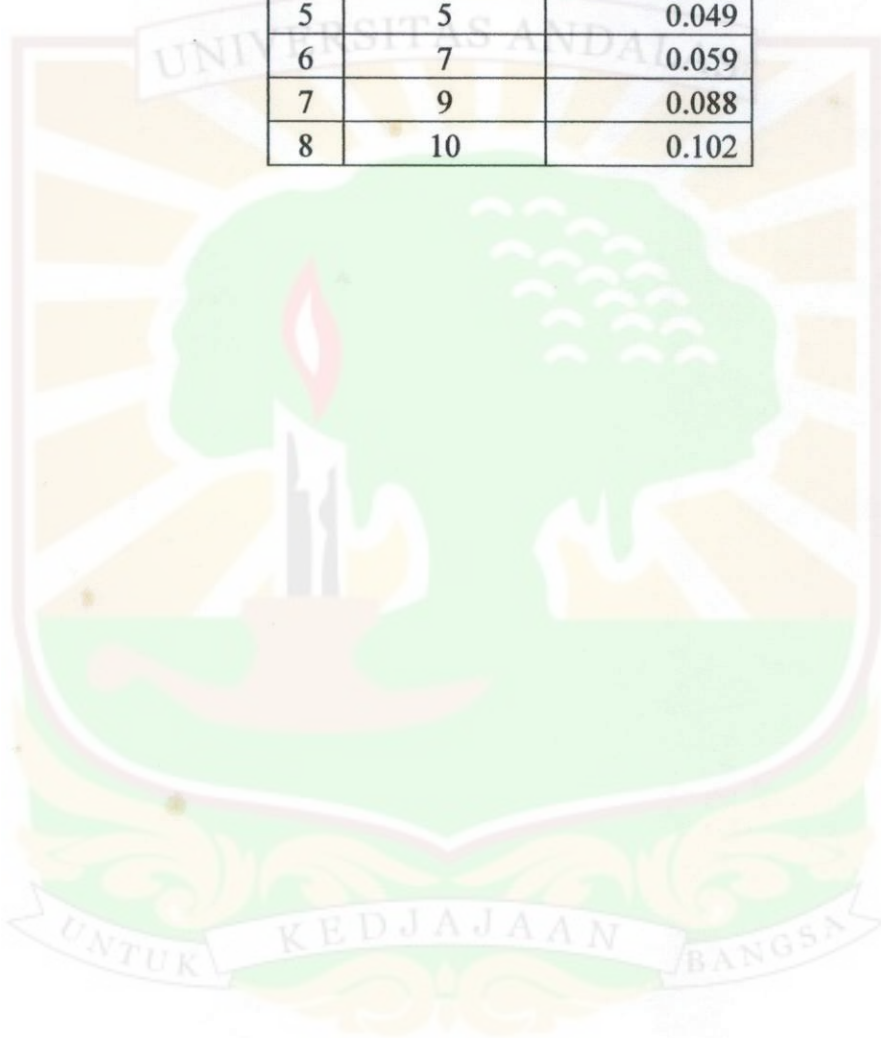 5 5 0.049
UNIVERSITAS ANDALAS
6 7 0.059
7 9 0.088
8 10 0.102
UNTUK KEDJAJAAN BANGSA